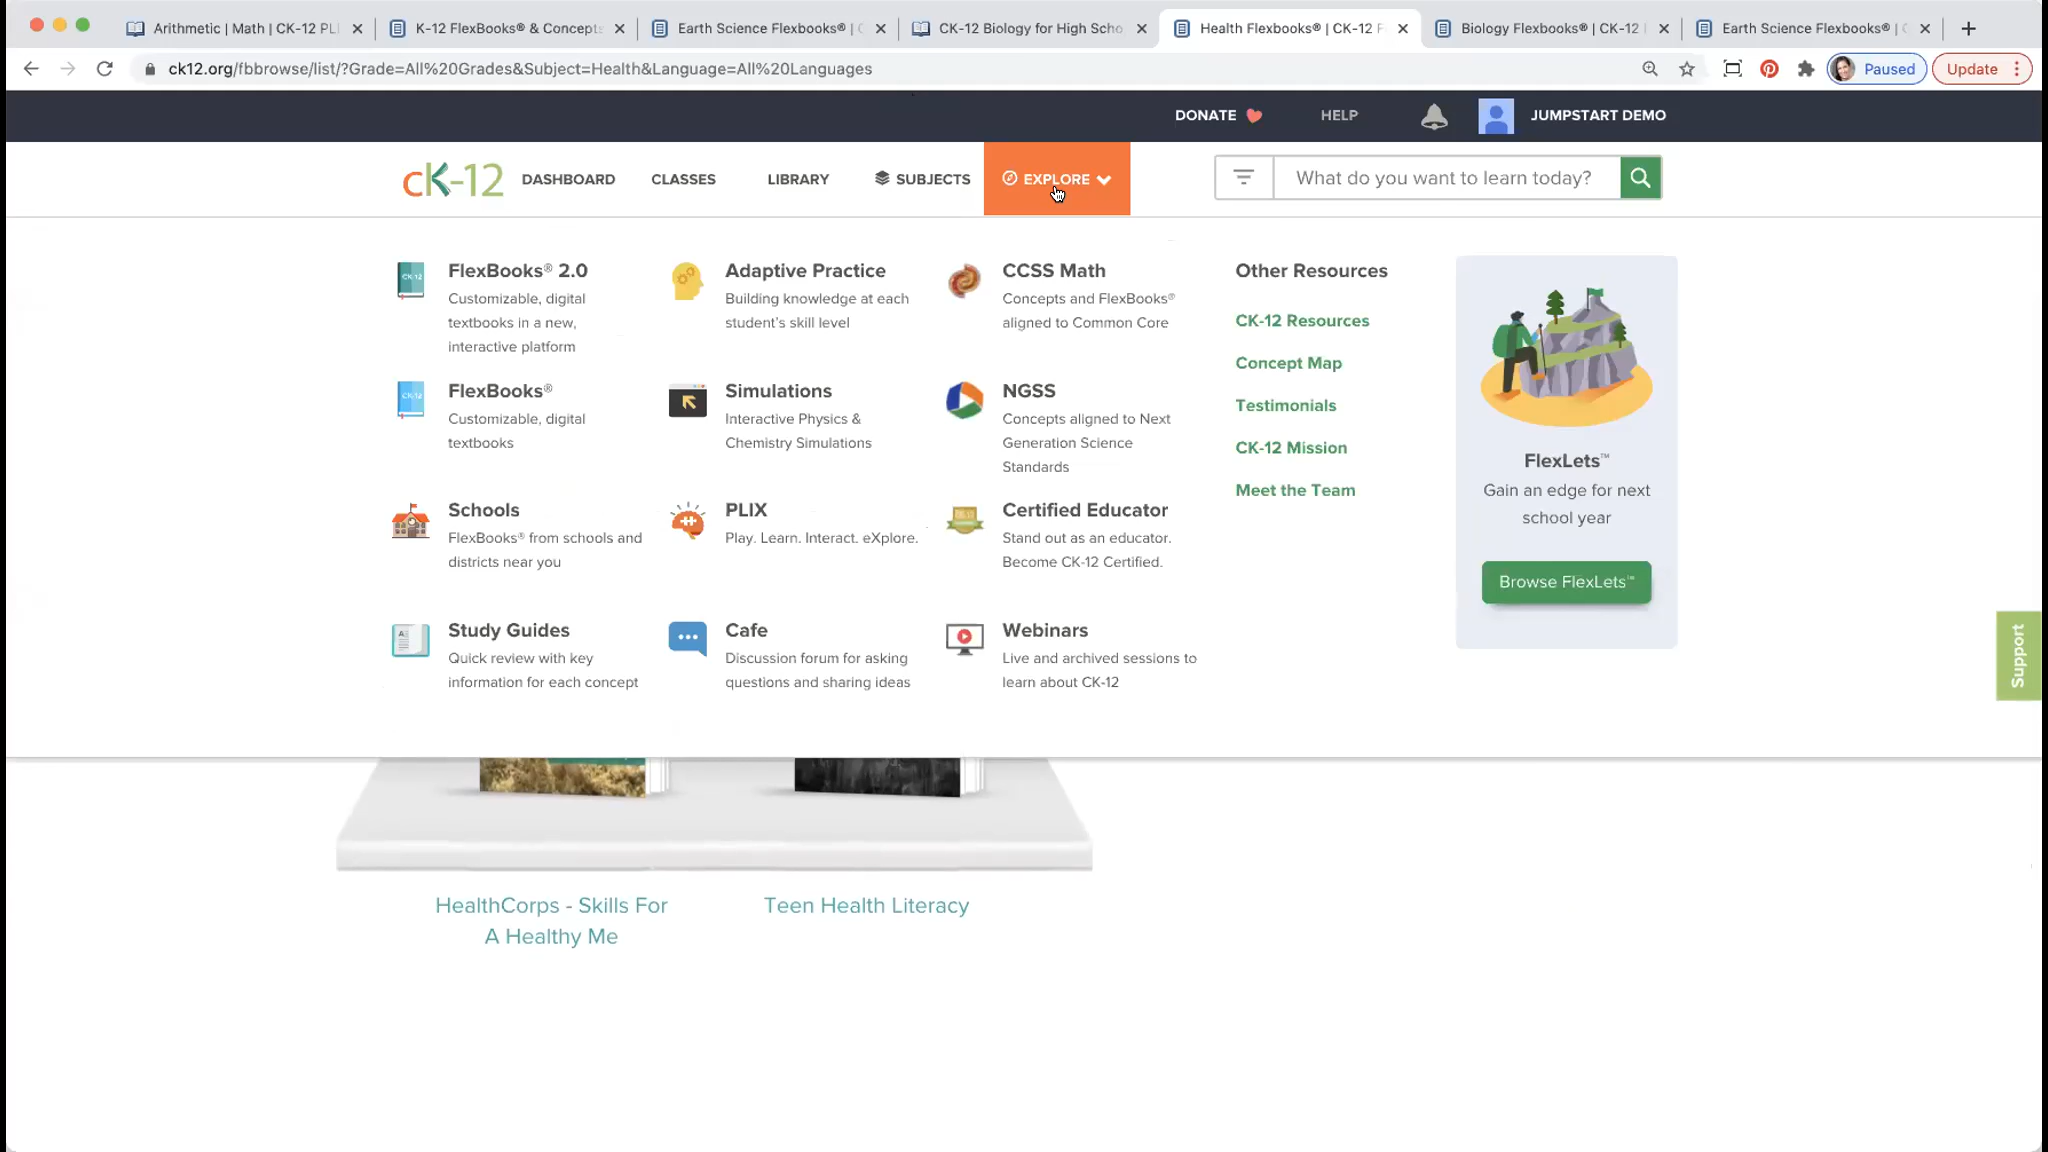 Arithmetic | Math | CK-12 PL
K-12 FlexBooks® & Concepts
Earth Science Flexbooks® |
CK-12 Biology for High Scho
Health Flexbooks® | CK-12 F
Biology Flexbooks® | CK-12
Earth Science Flexbooks® |
ck12.org/fbbrowse/list/?Grade=All%20Grades&Subject=Health&Language=All%20Languages
Paused
Update
DONATE
HELP
JUMPSTART DEMO
cK-12
DASHBOARD
CLASSES
LIBRARY
SUBJECTS
EXPLORE
What do you want to learn today?
FlexBooks® 2.0
Customizable, digital
textbooks in a new,
interactive platform
Adaptive Practice
Building knowledge at each
student's skill level
CCSS Math
Concepts and FlexBooks®
aligned to Common Core
FlexBooks®
Customizable, digital
textbooks
Simulations
Interactive Physics &
Chemistry Simulations
NGSS
Concepts aligned to Next
Generation Science
Standards
Schools
FlexBooks® from schools and
districts near you
PLIX
Play. Learn. Interact. eXplore.
Certified Educator
Stand out as an educator.
Become CK-12 Certified.
Study Guides
Quick review with key
information for each concept
Cafe
Discussion forum for asking
questions and sharing ideas
Webinars
Live and archived sessions to
learn about CK-12
Other Resources
CK-12 Resources
Concept Map
Testimonials
CK-12 Mission
Meet the Team
FlexLets™
Gain an edge for next
school year
Browse FlexLets™
Support
HealthCorps - Skills For
A Healthy Me
Teen Health Literacy